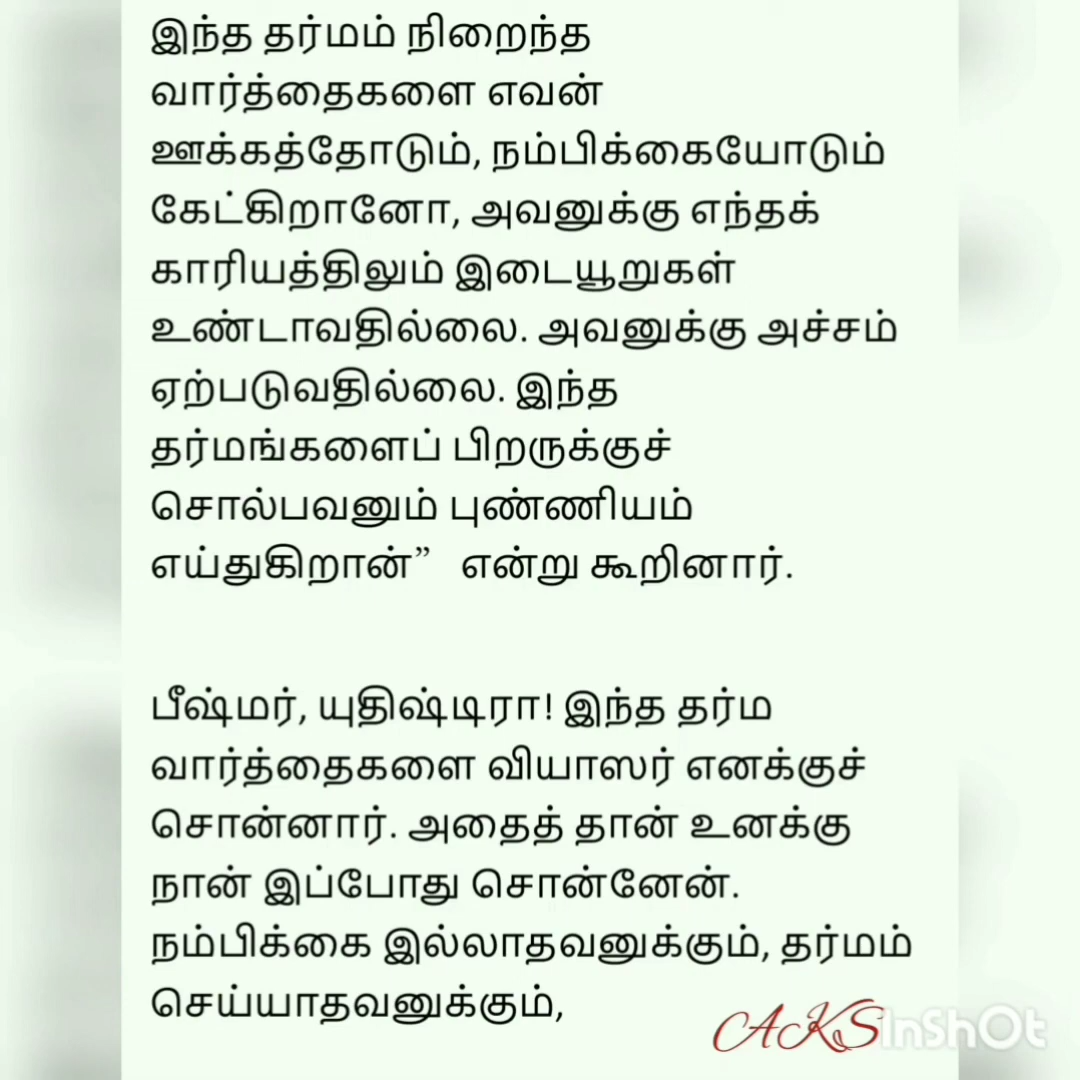 இந்த தர்மம் நிறைந்த
வார்த்தைகளை எவன்
ஊக்கத்தோடும், நம்பிக்கையோடும்
கேட்கிறானோ, அவனுக்கு எந்தக்
காரியத்திலும் இடையூறுகள்
உண்டாவதில்லை. அவனுக்கு அச்சம்
ஏற்படுவதில்லை. இந்த
தர்மங்களைப் பிறருக்குச்
சொல்பவனும் புண்ணியம்
எய்துகிறான்” என்று கூறினார்.
பீஷ்மர், யுதிஷ்டிரா! இந்த தர்ம
வார்த்தைகளை வியாஸர் எனக்குச்
சொன்னார். அதைத் தான் உனக்கு
நான் இப்போது சொன்னேன்.
நம்பிக்கை இல்லாதவனுக்கும், தர்மம்
செய்யாதவனுக்கும்,
AKS InShOt